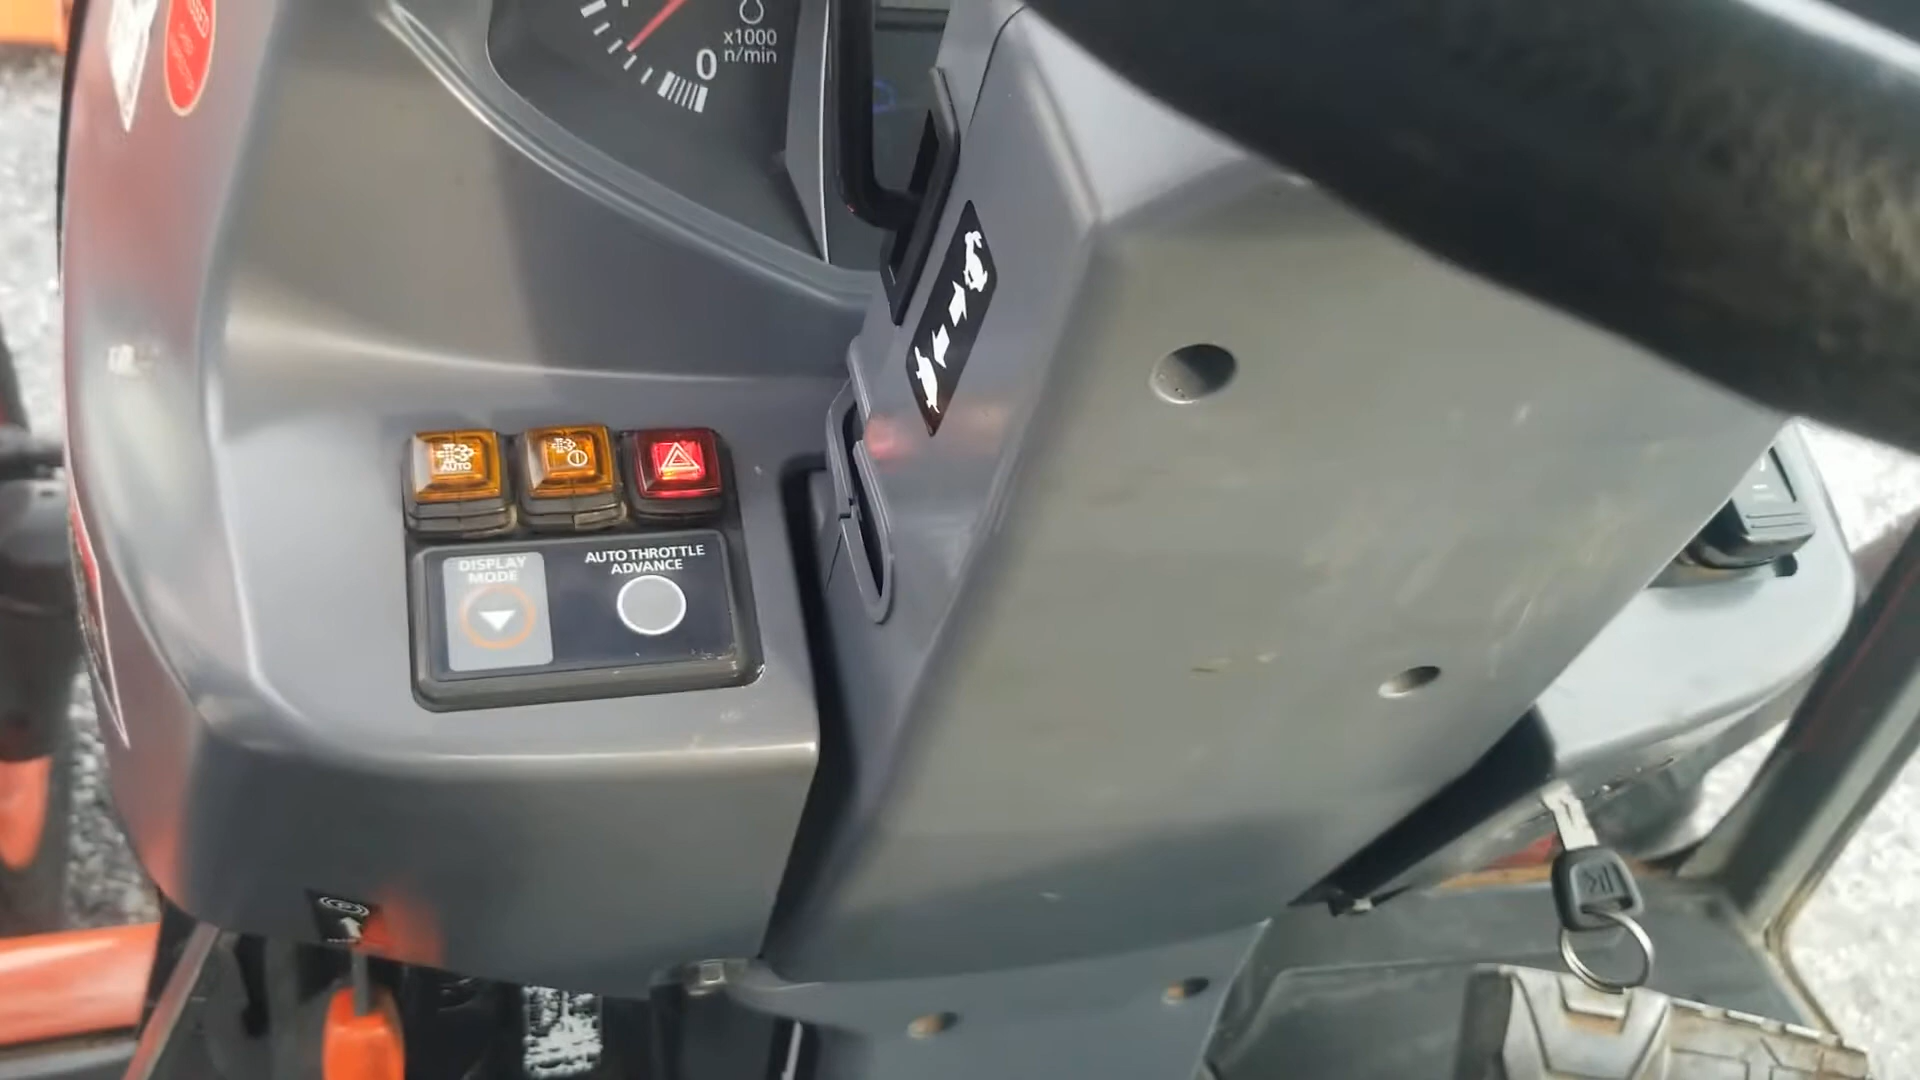 x1000
n/min
0
AUTO
DISPLAY
MODE
AUTO THROTTLE
ADVANCE